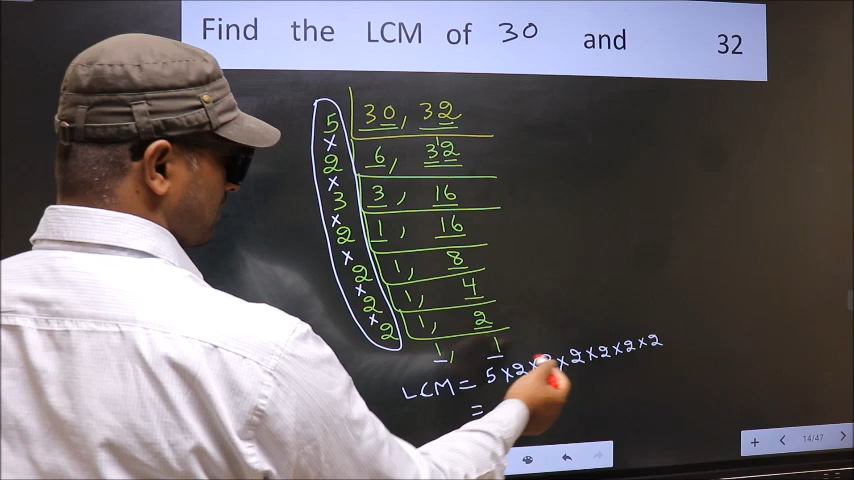 Find the LCM of 30 and 32
5 30, 32
× 2 6, 3¹2
× 3 3, 16
× 2 1, 16
× 2 1, 8
× 2 1, 4
× 2 1, 2
1, 1
LCM = 5 × 2 × × 2 × 2 × 2 × 2
=
14/47